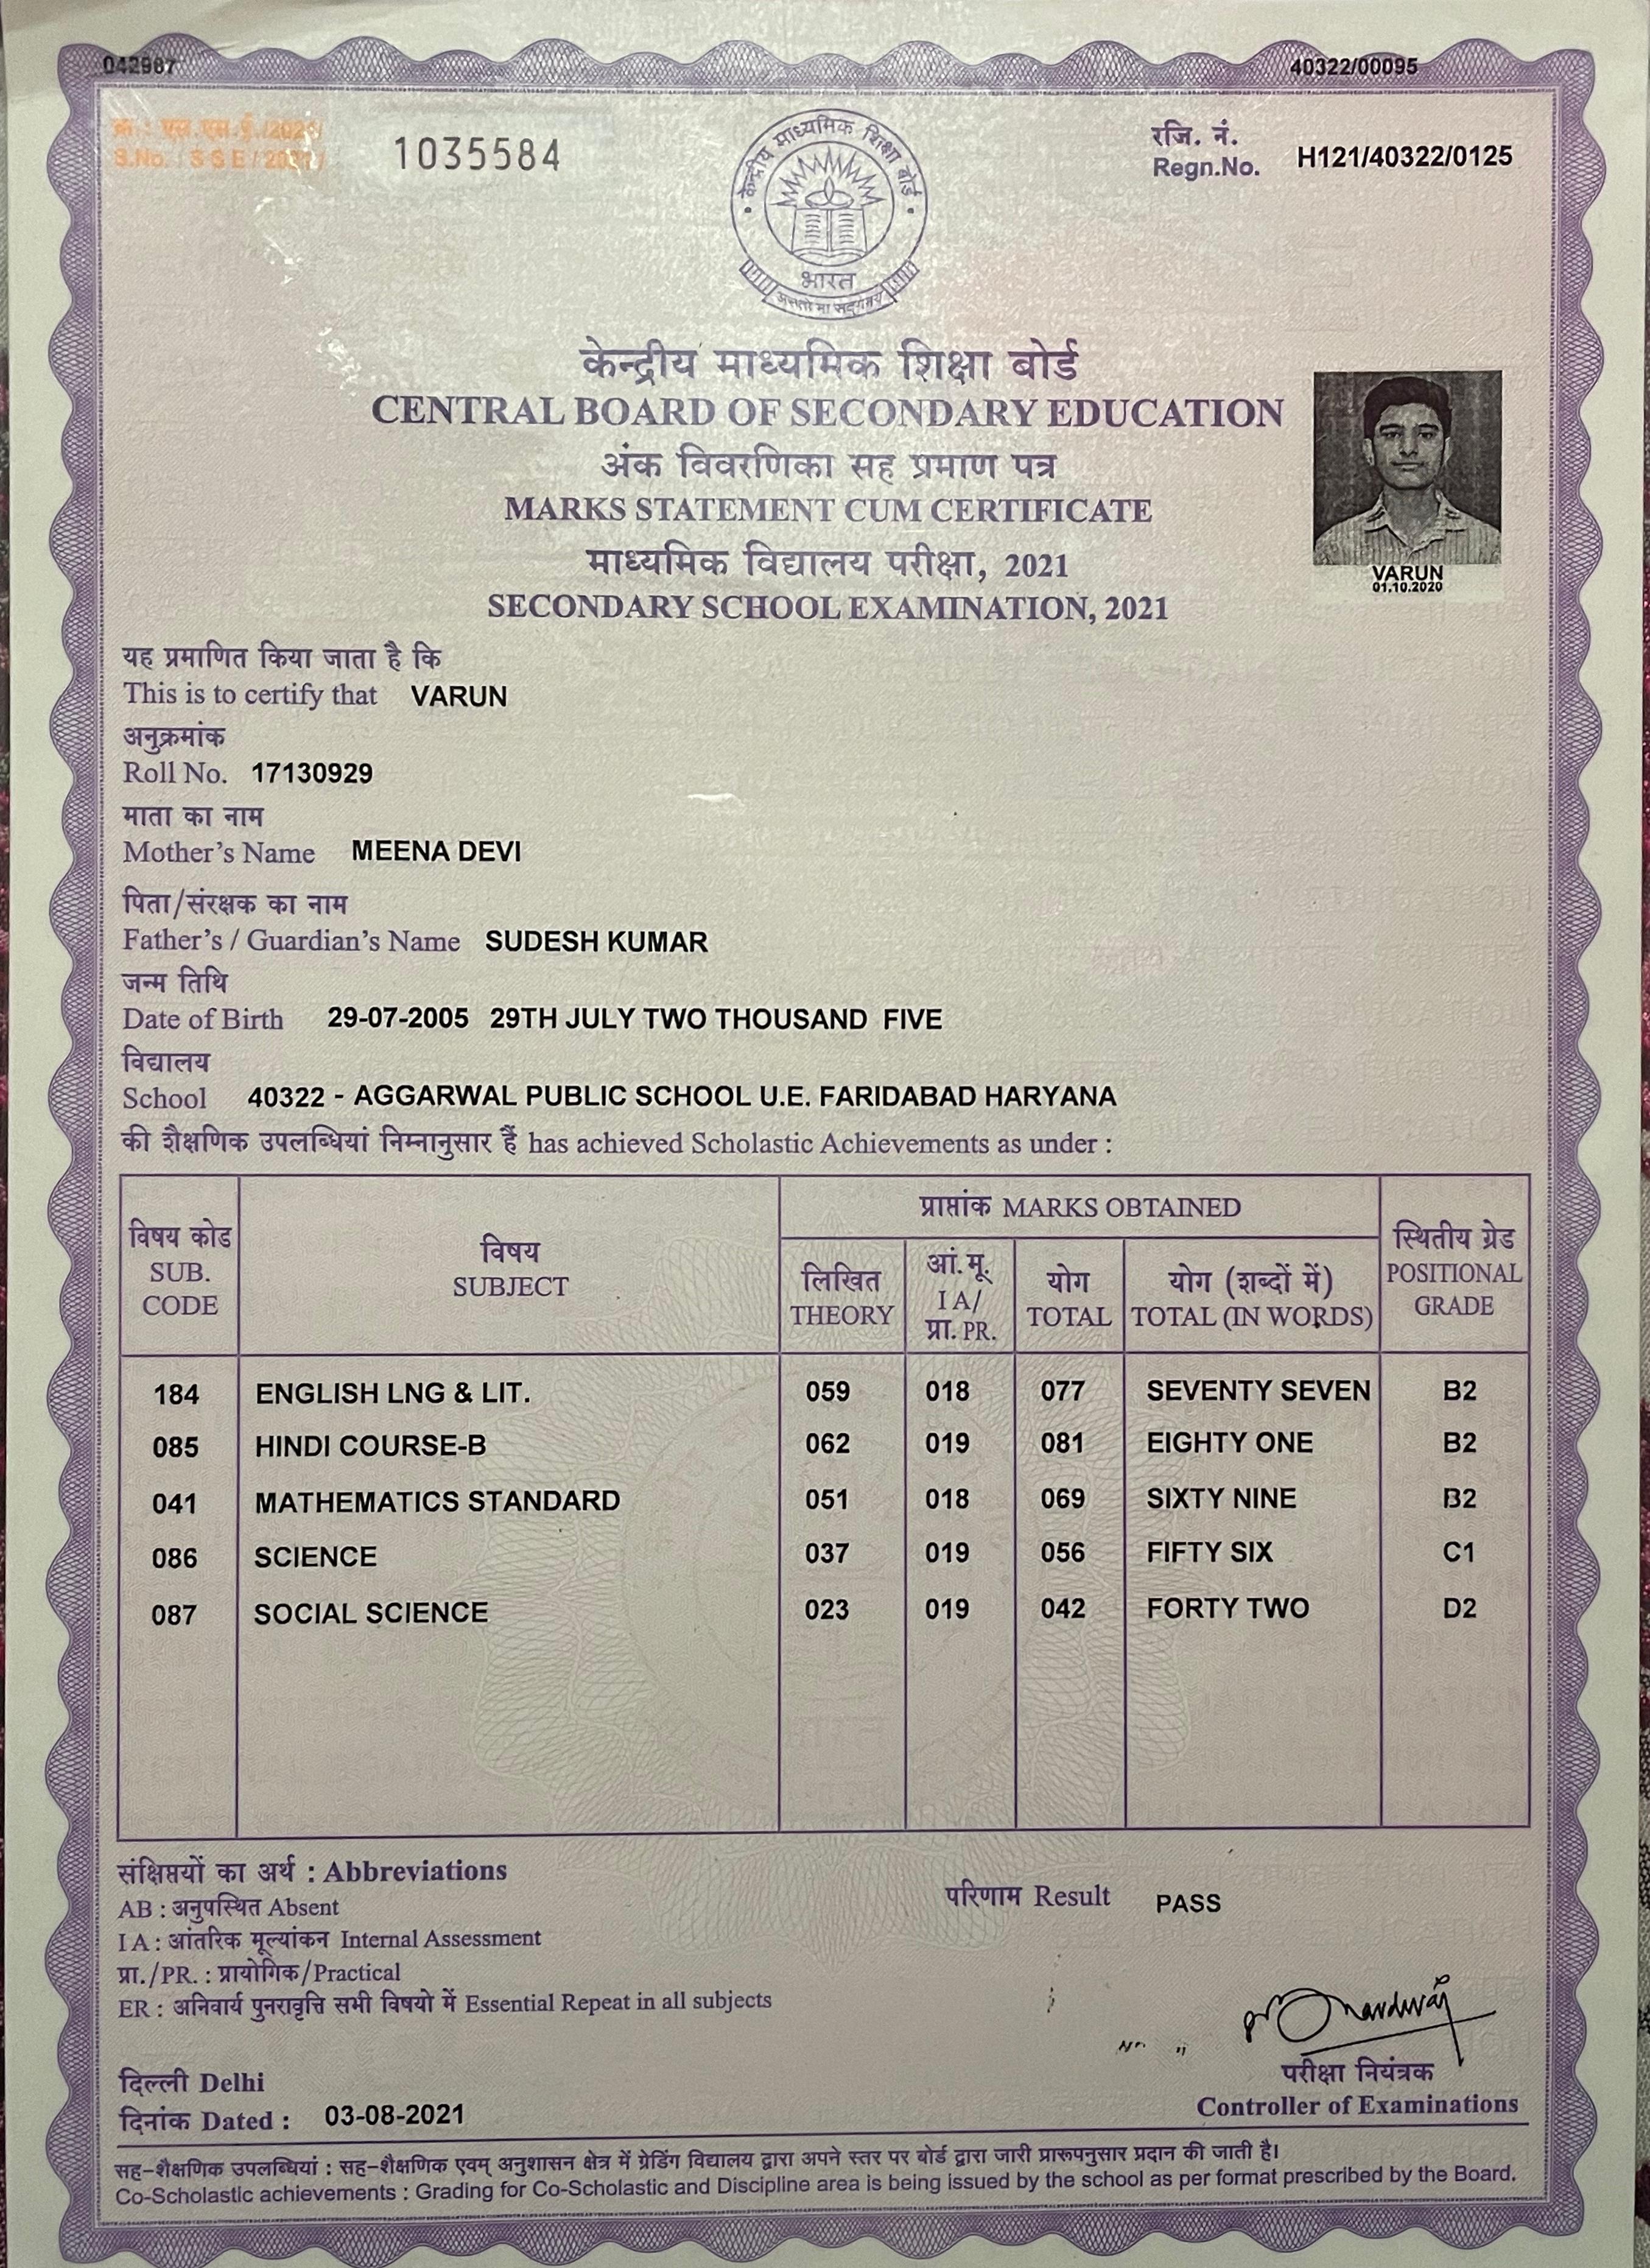 042987 40322/00095
क्र.: एस.एस.ई./2021/
S.No. : S S E / 2021 /
1035584
रजि. नं.
Regn.No. H121/40322/0125
केन्द्रीय माध्यमिक शिक्षा बोर्ड
भारत
असतो मा सद्गमय
केन्द्रीय माध्यमिक शिक्षा बोर्ड
CENTRAL BOARD OF SECONDARY EDUCATION
अंक विवरणिका सह प्रमाण पत्र
MARKS STATEMENT CUM CERTIFICATE
माध्यमिक विद्यालय परीक्षा, 2021
SECONDARY SCHOOL EXAMINATION, 2021
VARUN
01.10.2020
यह प्रमाणित किया जाता है कि
This is to certify that VARUN
अनुक्रमांक
Roll No. 17130929
माता का नाम
Mother's Name MEENA DEVI
पिता/संरक्षक का नाम
Father's / Guardian's Name SUDESH KUMAR
जन्म तिथि
Date of Birth 29-07-2005 29TH JULY TWO THOUSAND FIVE
विद्यालय
School 40322 - AGGARWAL PUBLIC SCHOOL U.E. FARIDABAD HARYANA
की शैक्षणिक उपलब्धियां निम्नानुसार हैं has achieved Scholastic Achievements as under :
विषय कोड
SUB.
CODE
विषय
SUBJECT
प्राप्तांक MARKS OBTAINED
लिखित
THEORY
आं.मू.
I A/
प्रा. PR.
योग
TOTAL
योग (शब्दों में)
TOTAL (IN WORDS)
स्थितीय ग्रेड
POSITIONAL
GRADE
184 ENGLISH LNG & LIT. 059 018 077 SEVENTY SEVEN B2
085 HINDI COURSE-B 062 019 081 EIGHTY ONE B2
041 MATHEMATICS STANDARD 051 018 069 SIXTY NINE B2
086 SCIENCE 037 019 056 FIFTY SIX C1
087 SOCIAL SCIENCE 023 019 042 FORTY TWO D2
संक्षिप्तयों का अर्थ : Abbreviations
AB : अनुपस्थित Absent
I A : आंतरिक मूल्यांकन Internal Assessment
प्रा./PR. : प्रायोगिक/Practical
ER : अनिवार्य पुनरावृत्ति सभी विषयो में Essential Repeat in all subjects
परिणाम Result PASS
परीक्षा नियंत्रक
Controller of Examinations
दिल्ली Delhi
दिनांक Dated : 03-08-2021
सह-शैक्षणिक उपलब्धियां : सह-शैक्षणिक एवम् अनुशासन क्षेत्र में ग्रेडिंग विद्यालय द्वारा अपने स्तर पर बोर्ड द्वारा जारी प्रारूपनुसार प्रदान की जाती है।
Co-Scholastic achievements : Grading for Co-Scholastic and Discipline area is being issued by the school as per format prescribed by the Board.